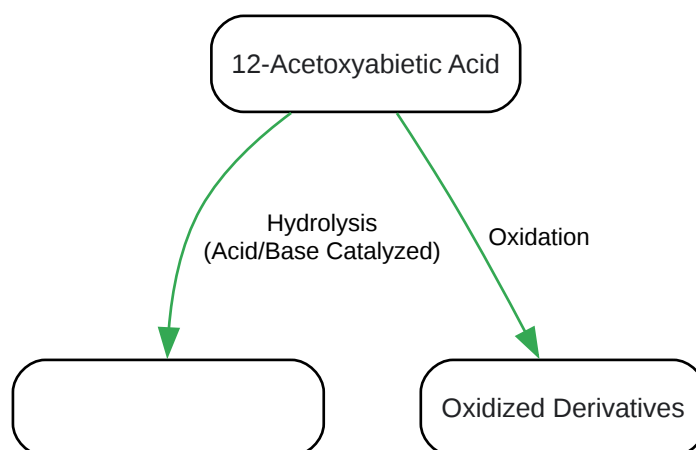 12-Acetoxyabietic Acid
Hydrolysis
(Acid/Base Catalyzed)
Oxidation
Oxidized Derivatives